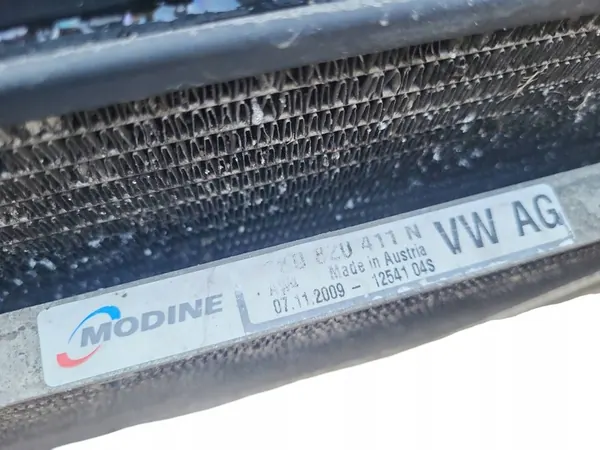 MODINE
820 411 N
Made in Austria
07.11.2009 - 12541 04S
VW AG